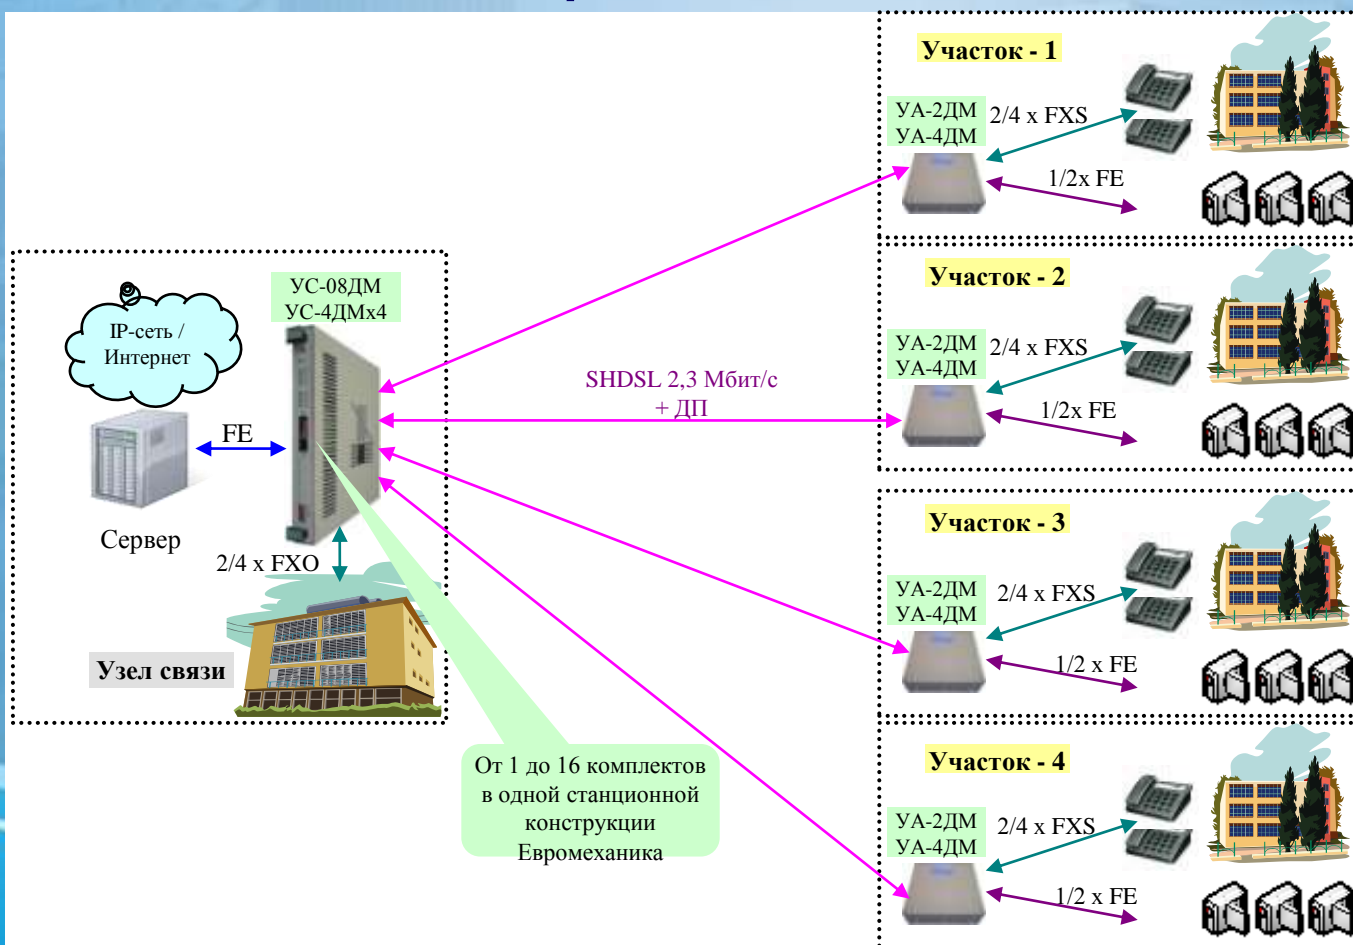 Участок - 1
УА-2ДМ
УА-4ДМ
2/4 x FXS
1/2x FE
Участок - 2
УА-2ДМ
УА-4ДМ
2/4 x FXS
1/2x FE
УС-08ДМ
УС-4ДМх4
IP-сеть /
Интернет
SHDSL 2,3 Мбит/с
+ ДП
FE
Сервер
2/4 x FXO
Узел связи
Участок - 3
УА-2ДМ
УА-4ДМ
2/4 x FXS
1/2 x FE
От 1 до 16 комплектов
в одной станционной
конструкции
Евромеханика
Участок - 4
УА-2ДМ
УА-4ДМ
2/4 x FXS
1/2 x FE